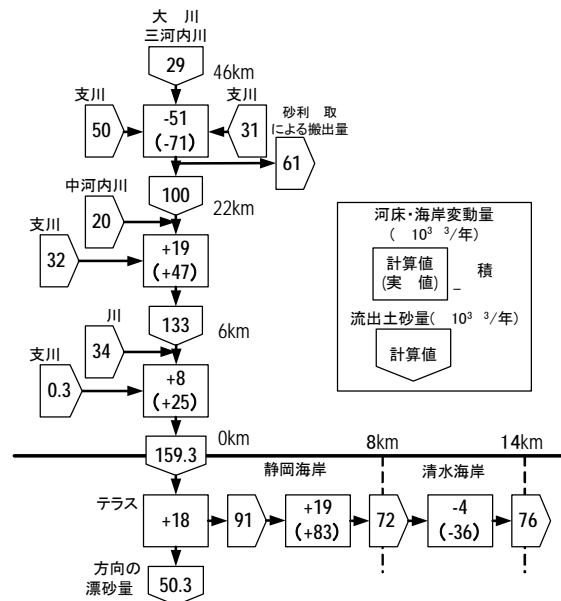 大 川
三河内川
29
46km
支川
50
-51
(-71)
支川
31
砂利 取
による搬出量
61
100
22km
中河内川
20
支川
32
+19
(+47)
133
6km
川
34
支川
0.3
+8
(+25)
159.3
0km
静岡海岸
8km
清水海岸
14km
テラス
+18
91
+19
(+83)
72
-4
(-36)
76
方向の
漂砂量
50.3
河床・海岸変動量
( 10³ ³/年)
計算値
(実 値)
_ 積
流出土砂量( 10³ ³/年)
計算値